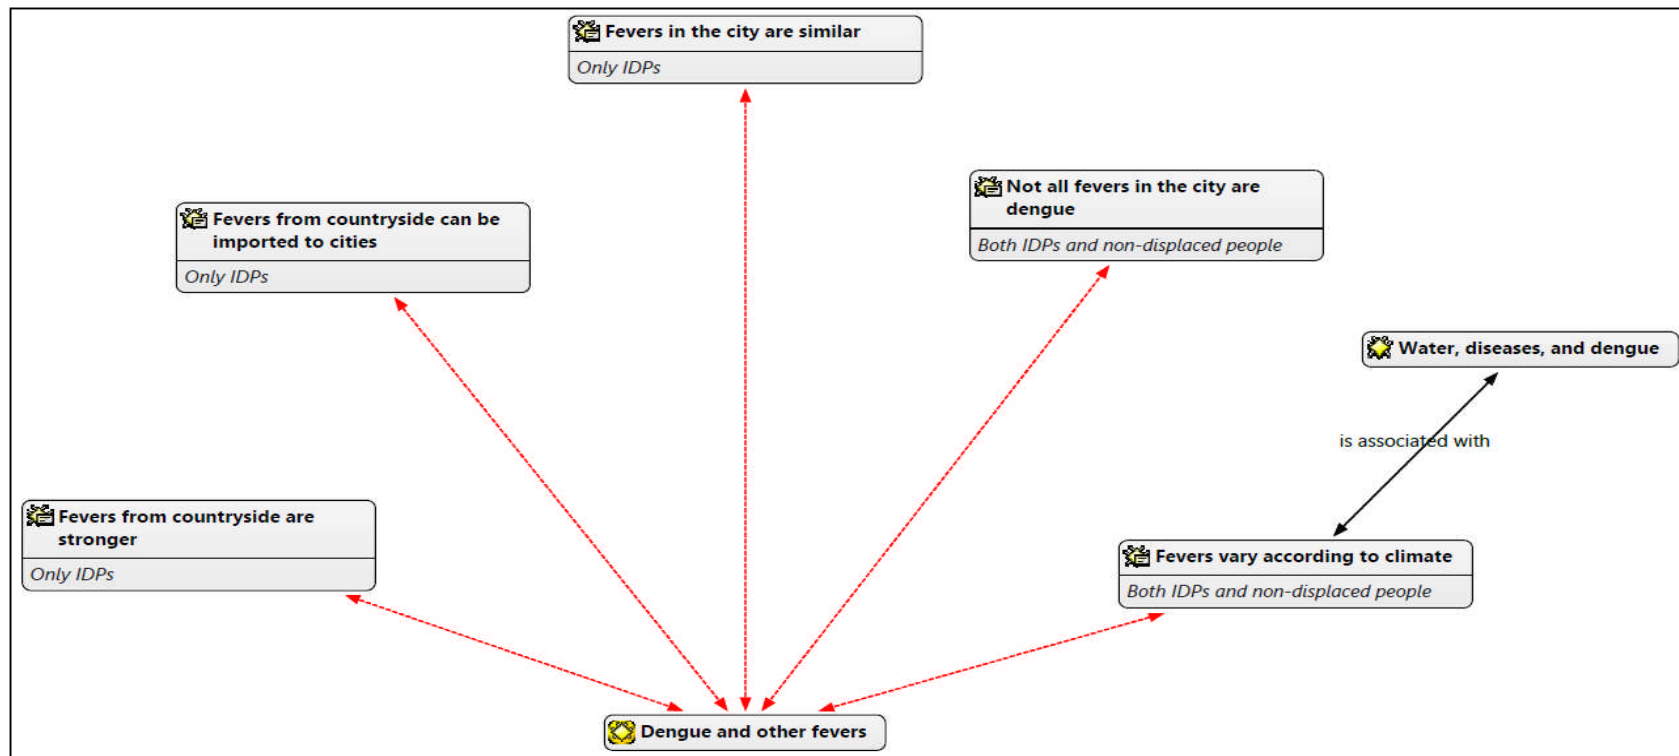 Fevers in the city are similar
Only IDPs
Not all fevers in the city are
dengue
Both IDPs and non-displaced people
Fevers from countryside can be
imported to cities
Only IDPs
Water, diseases, and dengue
is associated with
Fevers from countryside are
stronger
Only IDPs
Fevers vary according to climate
Both IDPs and non-displaced people
Dengue and other fevers